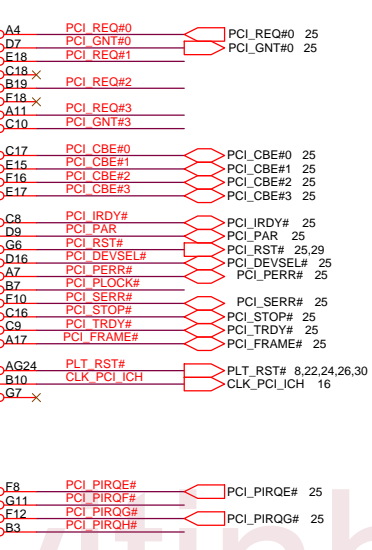 A4 PCI_REQ#0 PCI_REQ#0 25
D7 PCI_GNT#0 PCI_GNT#0 25
E18 PCI_REQ#1
C18
B19 PCI_REQ#2
F18
A11 PCI_REQ#3
C10 PCI_GNT#3
C17 PCI_CBE#0 PCI_CBE#0 25
E15 PCI_CBE#1 PCI_CBE#1 25
F16 PCI_CBE#2 PCI_CBE#2 25
E17 PCI_CBE#3 PCI_CBE#3 25
C8 PCI_IRDY# PCI_IRDY# 25
D9 PCI_PAR PCI_PAR 25
G6 PCI_RST# PCI_RST# 25,29
D16 PCI_DEVSEL# PCI_DEVSEL# 25
A7 PCI_PERR# PCI_PERR# 25
B7 PCI_PLOCK#
F10 PCI_SERR# PCI_SERR# 25
C16 PCI_STOP# PCI_STOP# 25
C9 PCI_TRDY# PCI_TRDY# 25
A17 PCI_FRAME# PCI_FRAME# 25
AG24 PLT_RST# PLT_RST# 8,22,24,26,30
B10 CLK_PCI_ICH CLK_PCI_ICH 16
G7
F8 PCI_PIRQE# PCI_PIRQE# 25
G11 PCI_PIRQF#
F12 PCI_PIRQG# PCI_PIRQG# 25
B3 PCI_PIRQH#